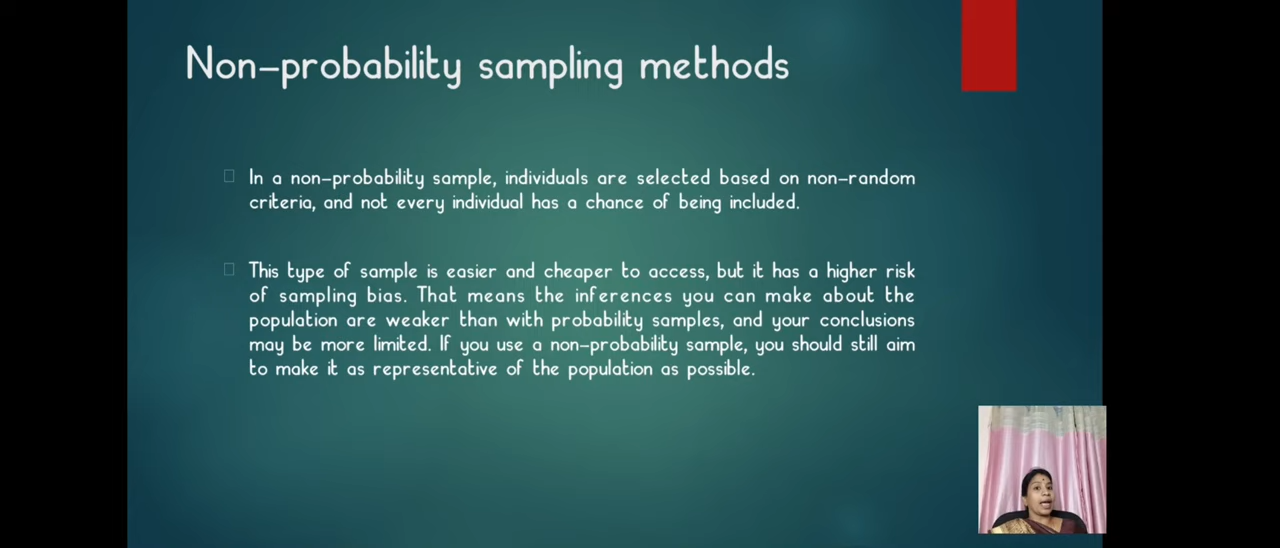 Non-probability sampling methods
In a non-probability sample, individuals are selected based on non-random
criteria, and not every individual has a chance of being included.
This type of sample is easier and cheaper to access, but it has a higher risk
of sampling bias. That means the inferences you can make about the
population are weaker than with probability samples, and your conclusions
may be more limited. If you use a non-probability sample, you should still aim
to make it as representative of the population as possible.